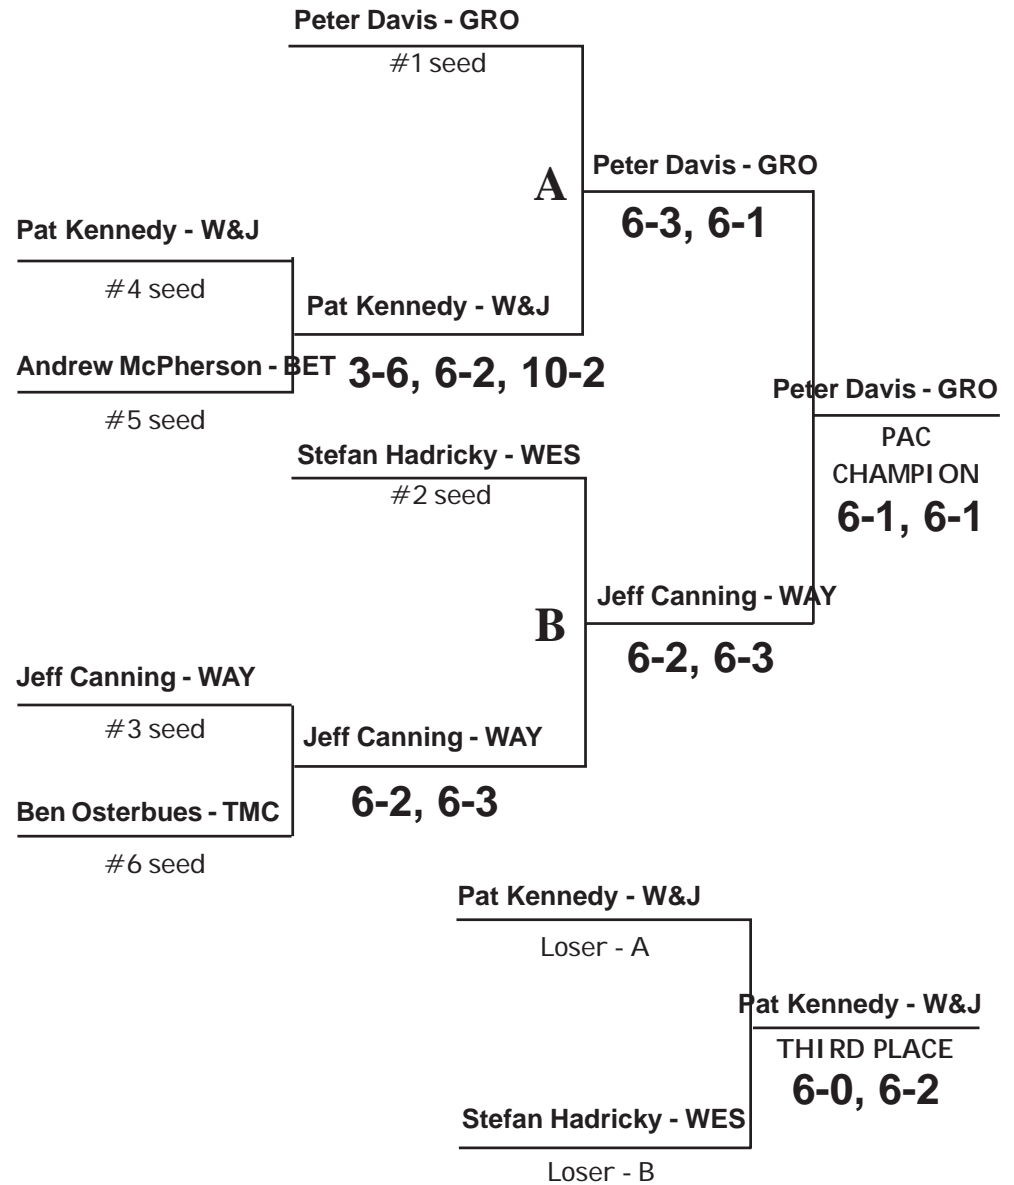 Peter Davis - GRO
#1 seed
A
Peter Davis - GRO
6-3, 6-1
Pat Kennedy - W&J
#4 seed
Pat Kennedy - W&J
Andrew McPherson - BET
3-6, 6-2, 10-2
#5 seed
Peter Davis - GRO
PAC
CHAMPION
6-1, 6-1
Stefan Hadricky - WES
#2 seed
B
Jeff Canning - WAY
6-2, 6-3
Jeff Canning - WAY
#3 seed
Jeff Canning - WAY
6-2, 6-3
Ben Osterbues - TMC
#6 seed
Pat Kennedy - W&J
Loser - A
Pat Kennedy - W&J
THIRD PLACE
6-0, 6-2
Stefan Hadricky - WES
Loser - B